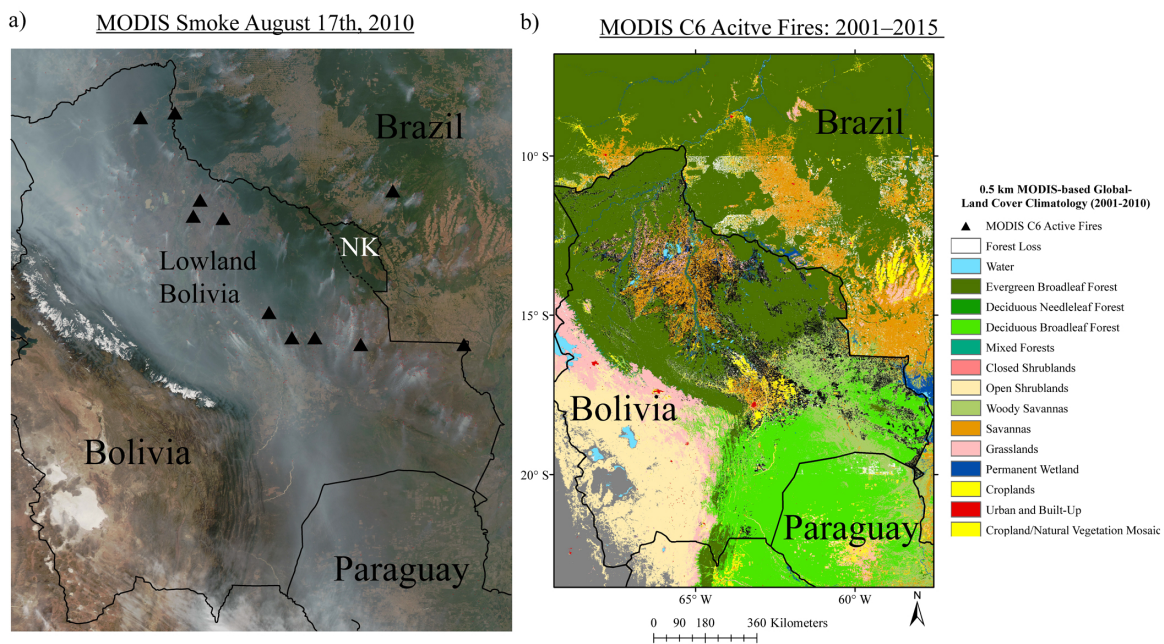 a)
MODIS Smoke August 17th, 2010
Brazil
NK
Lowland
Bolivia
Bolivia
Paraguay
b)
MODIS C6 Acitve Fires: 2001–2015
Brazil
10° S
15° S
Bolivia
20° S
Paraguay
65° W
60° W
N
0 90 180 360 Kilometers
0.5 km MODIS-based Global-
Land Cover Climatology (2001-2010)
MODIS C6 Active Fires
Forest Loss
Water
Evergreen Broadleaf Forest
Deciduous Needleleaf Forest
Deciduous Broadleaf Forest
Mixed Forests
Closed Shrublands
Open Shrublands
Woody Savannas
Savannas
Grasslands
Permanent Wetland
Croplands
Urban and Built-Up
Cropland/Natural Vegetation Mosaic